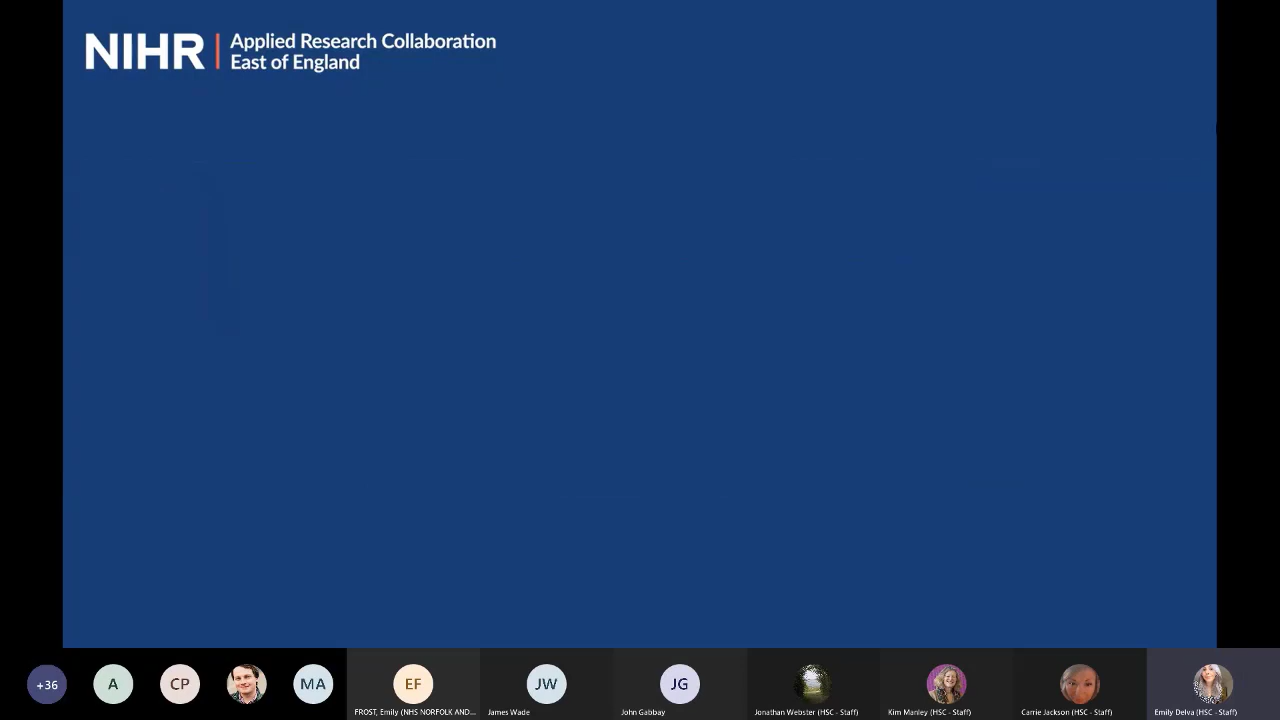 NIHR
Applied Research Collaboration
East of England
+36
A
CP
MA
EF
FROST, Emily (NHS NORFOLK AND...
JW
James Wade
JG
John Gabbay
Jonathan Webster (HSC - Staff)
Kim Manley (HSC - Staff)
Carrie Jackson (HSC - Staff)
Emily Delva (HSC - Staff)